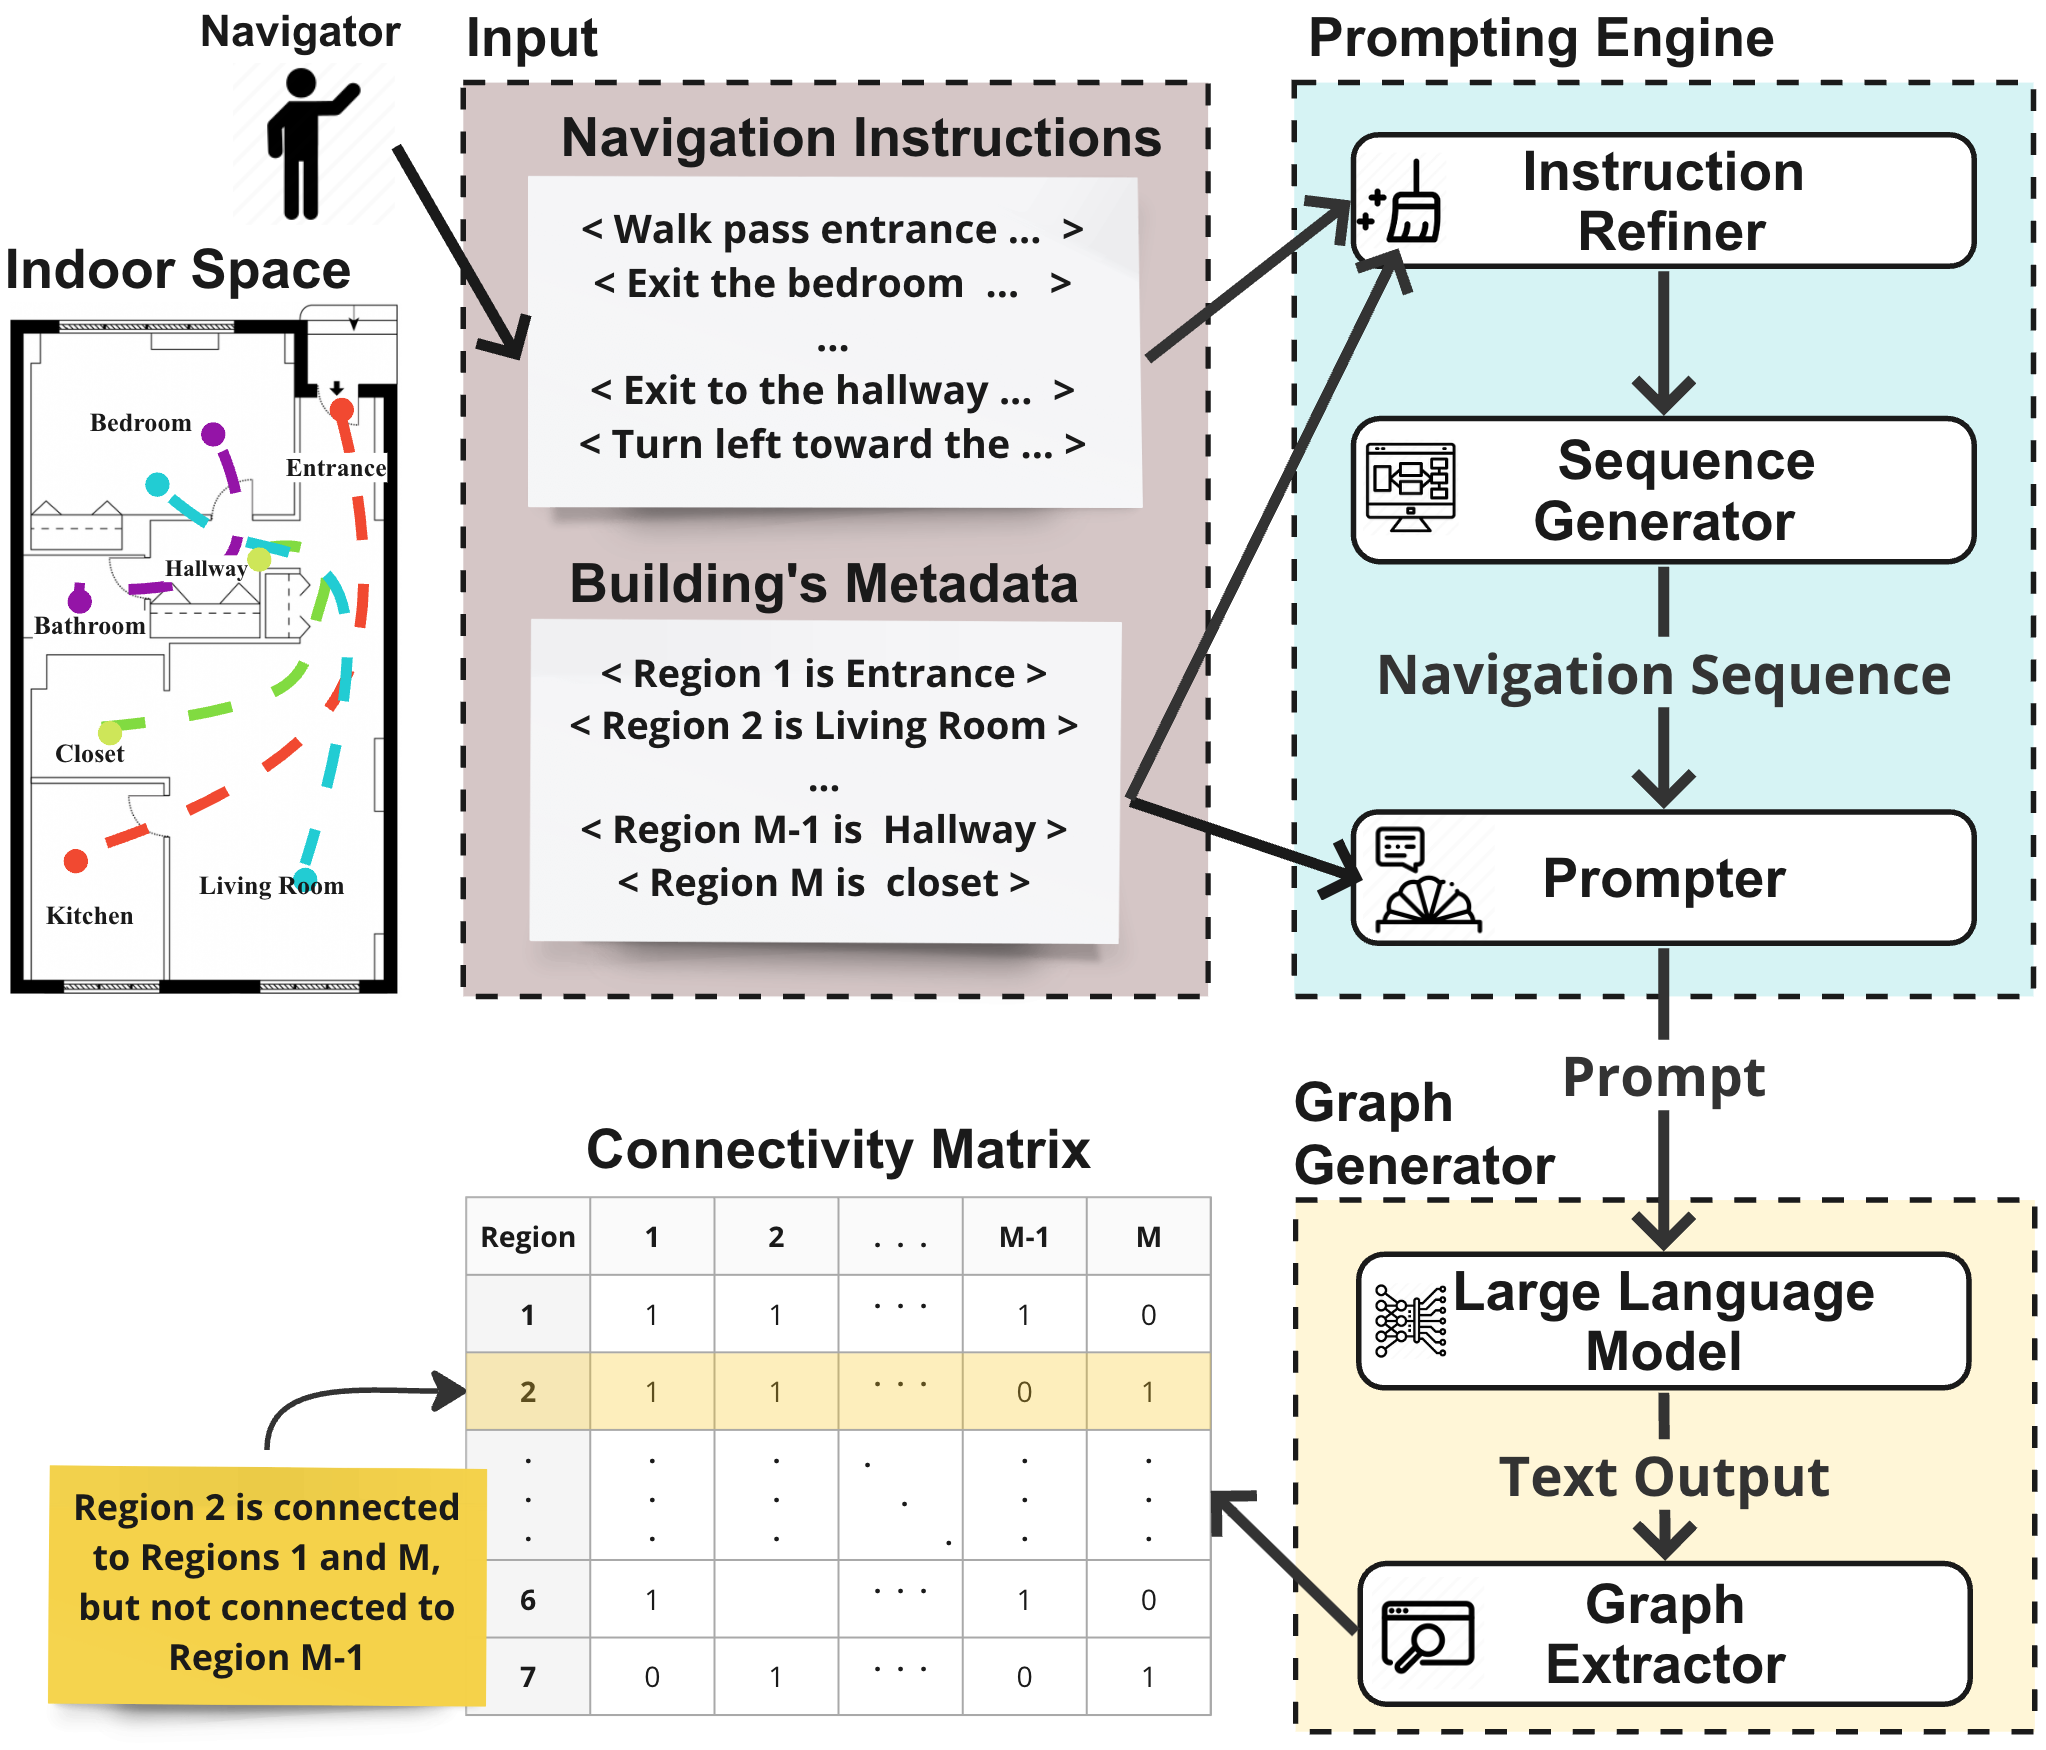 Navigator
Indoor Space
Bedroom
Entrance
Hallway
Bathroom
Closet
Living Room
Kitchen
Input
Navigation Instructions
< Walk pass entrance ... >
< Exit the bedroom ... >
...
< Exit to the hallway ... >
< Turn left toward the ... >
Building's Metadata
< Region 1 is Entrance >
< Region 2 is Living Room >
...
< Region M-1 is Hallway >
< Region M is closet >
Prompting Engine
Instruction
Refiner
Sequence
Generator
Navigation Sequence
Prompter
Prompt
Graph
Generator
Large Language
Model
Text Output
Graph
Extractor
Connectivity Matrix
Region 1 2 . . . M-1 M
1 1 1 . . . 1 0
2 1 1 . . . 0 1
. . . . .
. . . . .
. . . . .
6 1 . . . 1 0
7 0 1 . . . 0 1
Region 2 is connected
to Regions 1 and M,
but not connected to
Region M-1